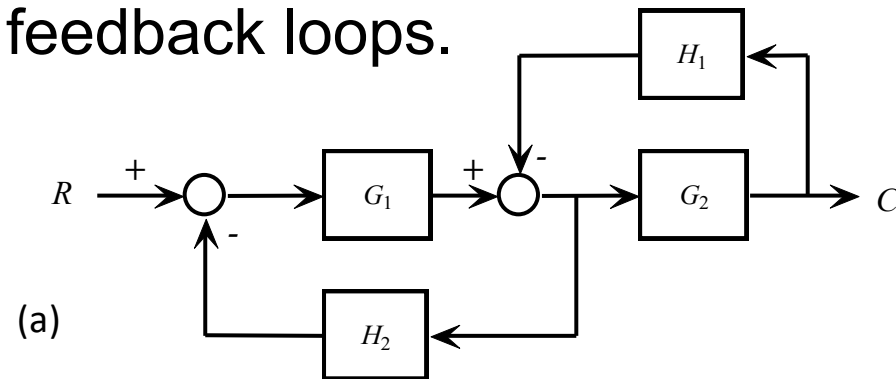 feedback loops.
H₁
-
R + G₁ + G₂ C
-
(a)
H₂